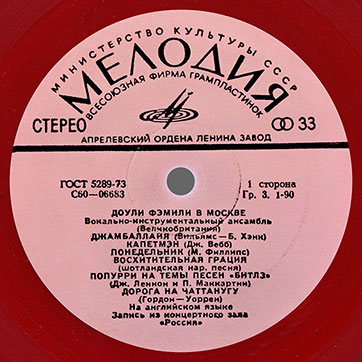 МИНИСТЕРСТВО КУЛЬТУРЫ СССР
МЕЛОДИЯ
ВСЕСОЮЗНАЯ ФИРМА ГРАМПЛАСТИНОК
СТЕРЕО
33
АПРЕЛЕВСКИЙ ОРДЕНА ЛЕНИНА ЗАВОД
ГОСТ 5289-73
С60—06683
1 сторона
Гр. 3. 1-90
ДОУЛИ ФЭМИЛИ В МОСКВЕ
Вокально-инструментальный ансамбль
(Великобритания)
ДЖАМБАЛЛАЙЯ (Вильямс — Б. Хэнк)
КАПЕТМЭН (Дж. Вебб)
ПОНЕДЕЛЬНИК (М. Филлипс)
ВОСХИТИТЕЛЬНАЯ ГРАЦИЯ
(шотландская нар. песня)
ПОПУРРИ НА ТЕМЫ ПЕСЕН «БИТЛЗ»
(Дж. Леннон и П. Маккартни)
ДОРОГА НА ЧАТТАНУГУ
(Гордон—Уоррен)
На английском языке
Запись из концертного зала
«Россия»